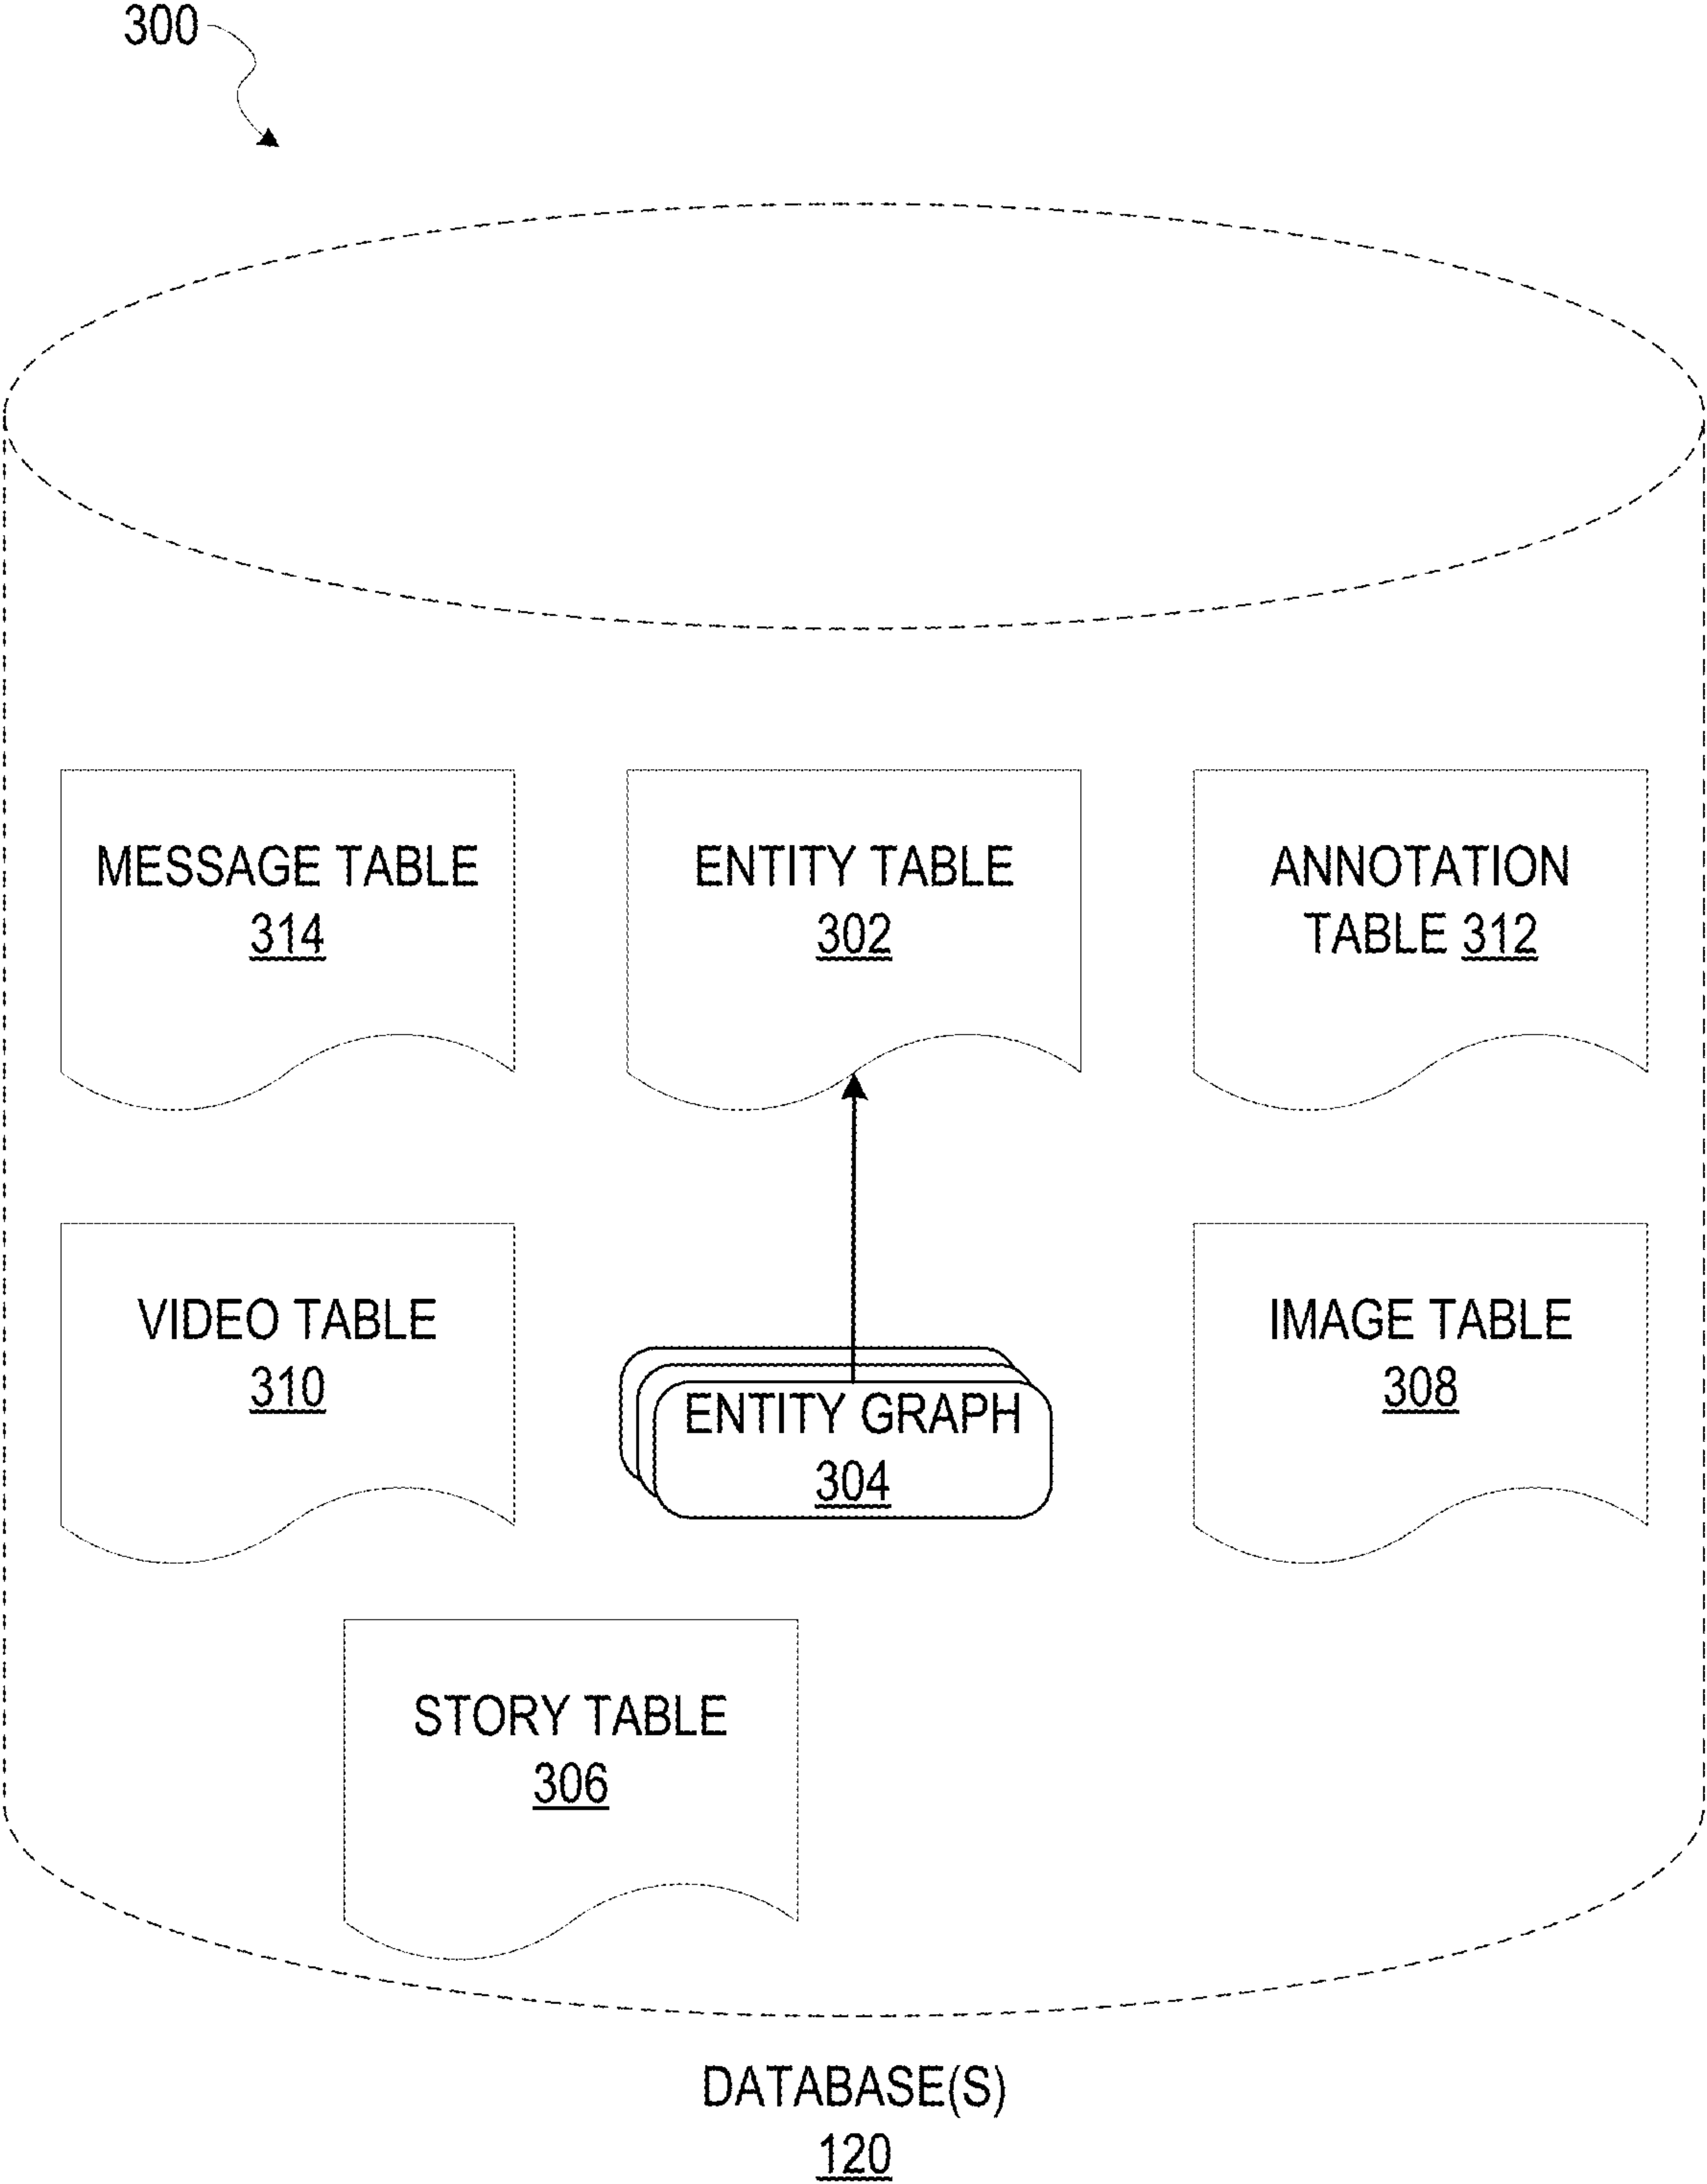 300
MESSAGE TABLE
314
ENTITY TABLE
302
ANNOTATION
TABLE 312
VIDEO TABLE
310
ENTITY GRAPH
304
IMAGE TABLE
308
STORY TABLE
306
DATABASE(S)
120